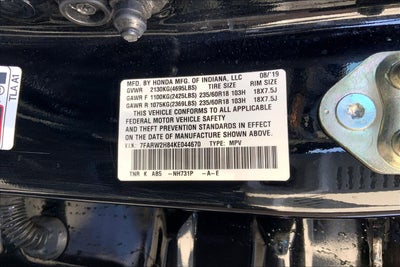 TLA A1
MFD. BY HONDA MFG. OF INDIANA, LLC 08/19
GVWR 2130KG(4695LBS) TIRE SIZE RIM SIZE
GAWR F 1100KG(2425LBS) 235/60R18 103H 18X7.5J
GAWR R 1075KG(2369LBS) 235/60R18 103H 18X7.5J
THIS VEHICLE CONFORMS TO ALL APPLICABLE
FEDERAL MOTOR VEHICLE SAFETY
AND THEFT PREVENTION STANDARDS IN EFFECT
ON THE DATE OF MANUFACTURE SHOWN ABOVE.
V.I.N: 7FARW2H84KE044670 TYPE: MPV
TNR K ABS -NH731P -A-E